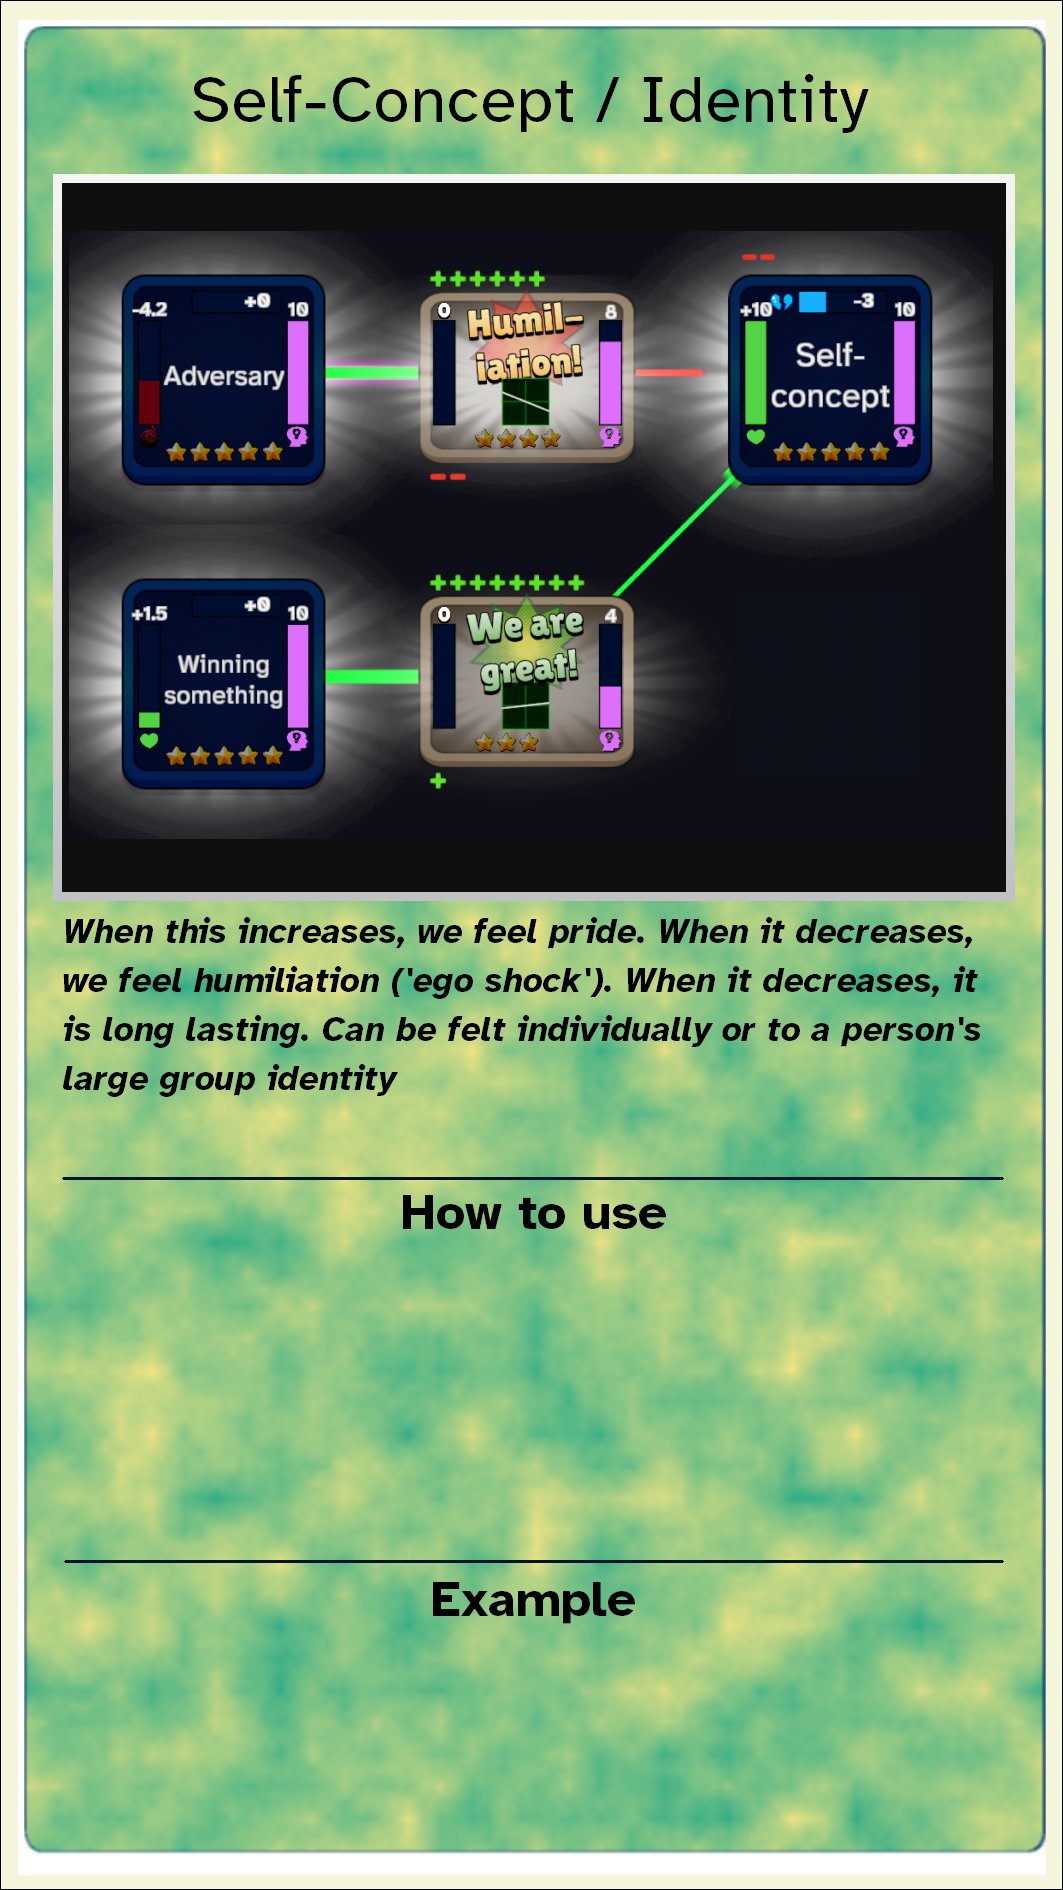 Self-Concept / Identity
-4.2
+0
10
Adversary
++++++
0
Humil-
iation!
8
--
--
+10
-3
10
Self-
concept
+1.5
+0
10
Winning
something
++++++++
0
We are
great!
4
+
When this increases, we feel pride. When it decreases,
we feel humiliation ('ego shock'). When it decreases, it
is long lasting. Can be felt individually or to a person's
large group identity
How to use
Example